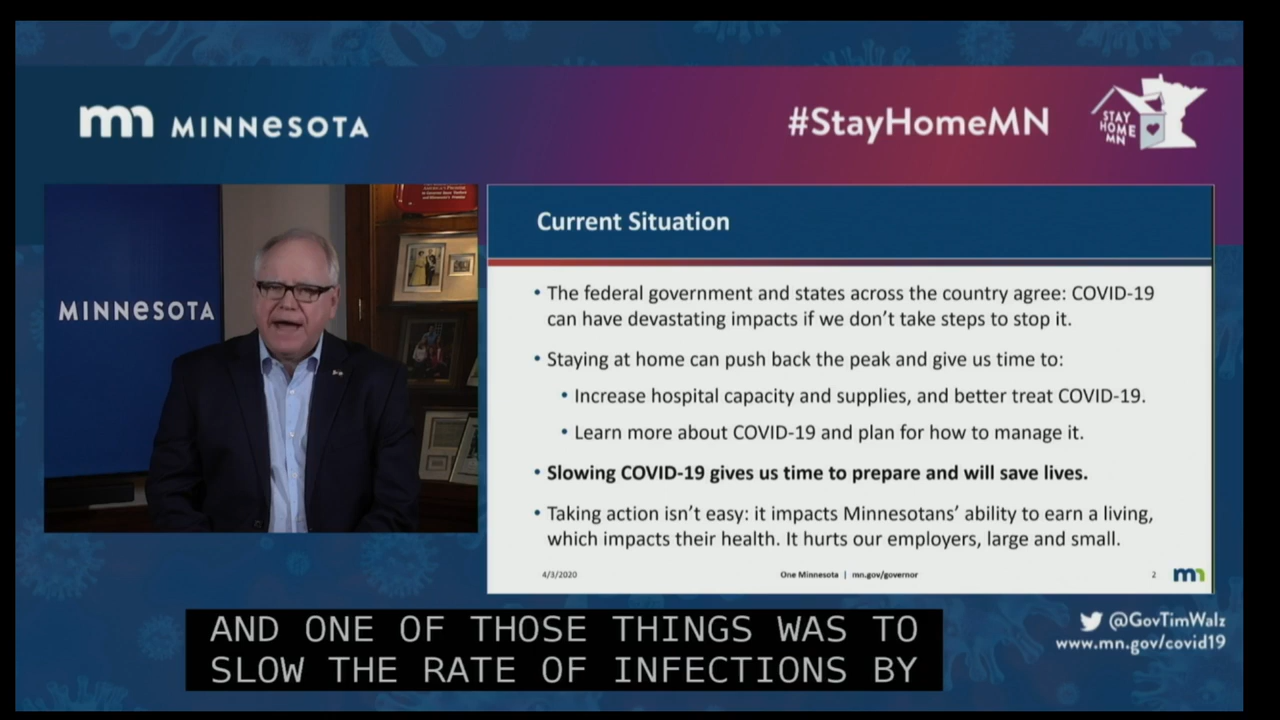 mn MINNESOTA
#StayHomeMN
STAY
HOME
MN
MINNESOTA
Current Situation
• The federal government and states across the country agree: COVID-19
can have devastating impacts if we don’t take steps to stop it.
• Staying at home can push back the peak and give us time to:
• Increase hospital capacity and supplies, and better treat COVID-19.
• Learn more about COVID-19 and plan for how to manage it.
• Slowing COVID-19 gives us time to prepare and will save lives.
• Taking action isn’t easy: it impacts Minnesotans’ ability to earn a living,
which impacts their health. It hurts our employers, large and small.
4/3/2020 One Minnesota | mn.gov/governor 2 mn
AND ONE OF THOSE THINGS WAS TO
SLOW THE RATE OF INFECTIONS BY
@GovTimWalz
www.mn.gov/covid19